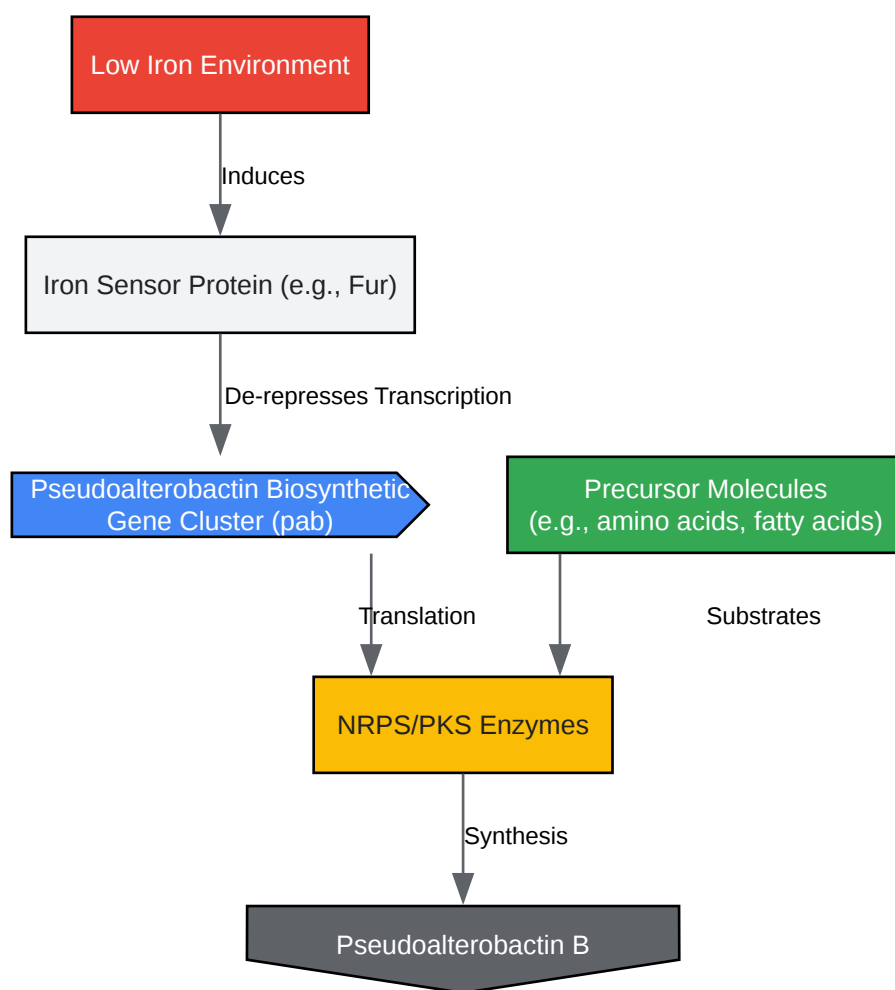 Low Iron Environment
Induces
Iron Sensor Protein (e.g., Fur)
De-represses Transcription
Pseudoalterobactin Biosynthetic
Gene Cluster (pab)
Precursor Molecules
(e.g., amino acids, fatty acids)
Translation
Substrates
NRPS/PKS Enzymes
Synthesis
Pseudoalterobactin B